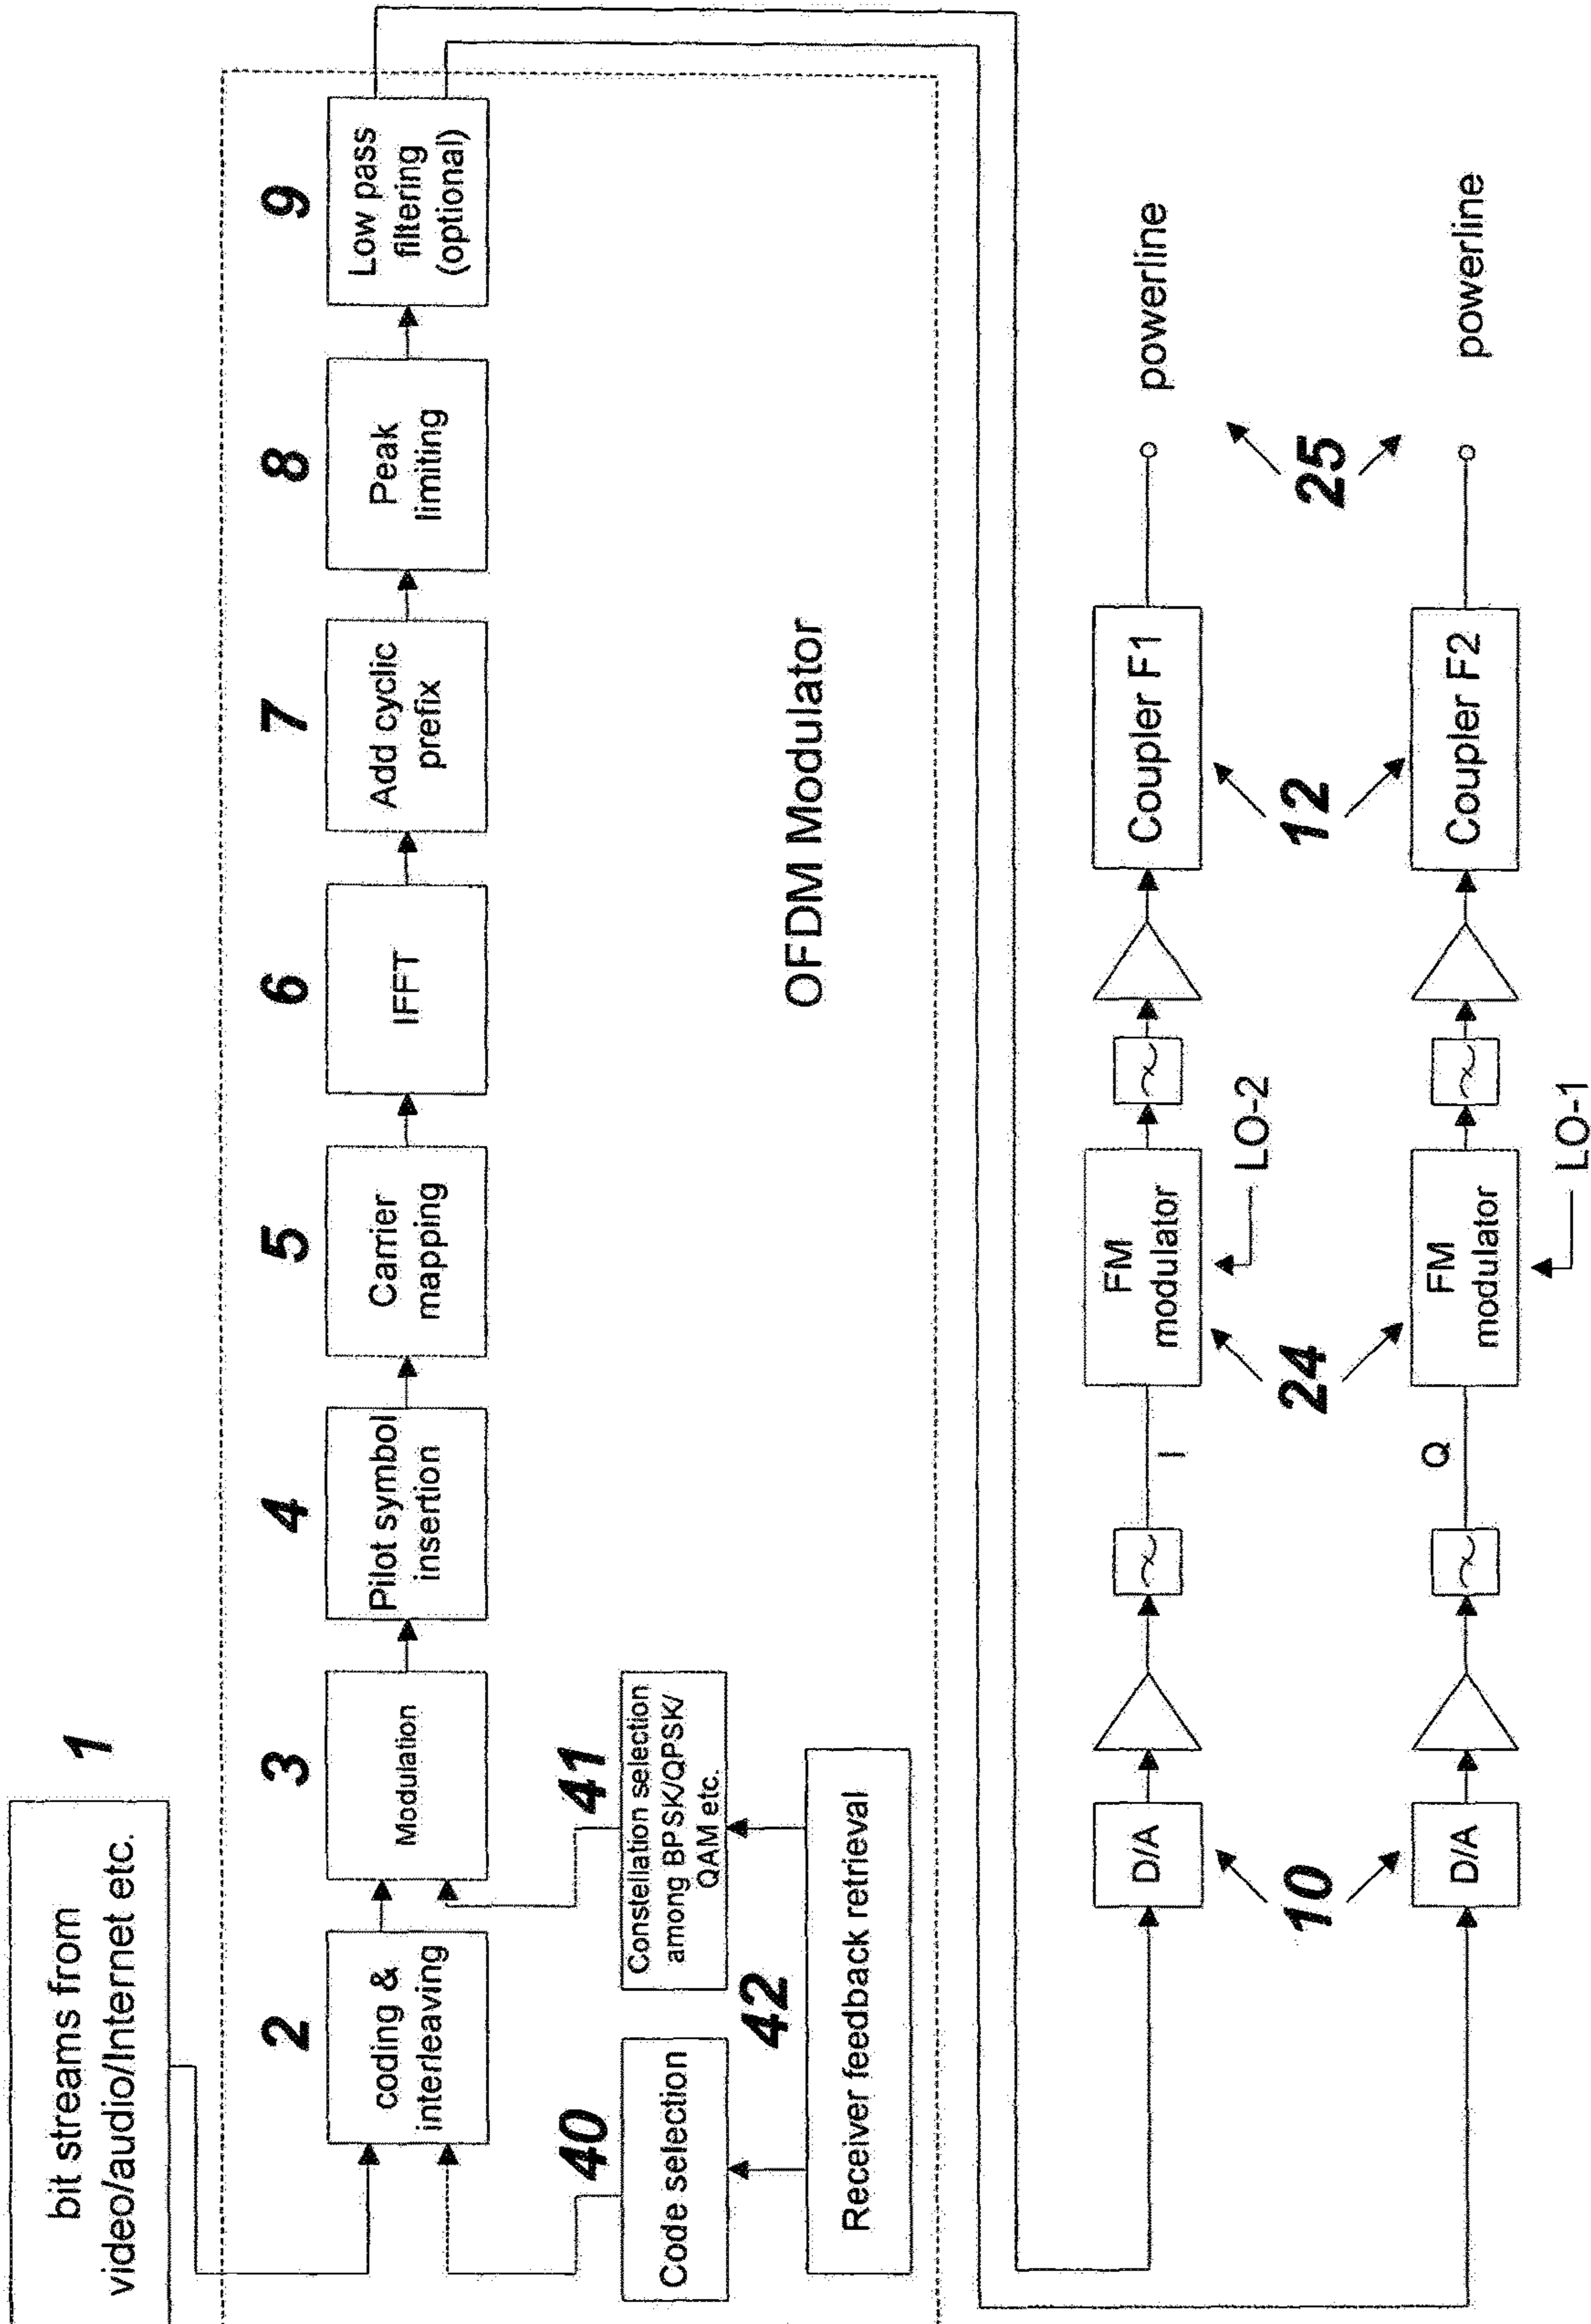 bit streams from
video/audio/Internet etc.
1
2
3
4
5
6
7
8
9
coding &
interleaving
Modulation
Pilot symbol
insertion
Carrier
mapping
IFFT
Add cyclic
prefix
Peak
limiting
Low pass
filtering
(optional)
40
41
Code selection
Constellation selection
among BPSK/QPSK/
QAM etc.
42
Receiver feedback retrieval
OFDM Modulator
D/A
I
FM
modulator
LO-2
Coupler F1
powerline
10
24
12
25
D/A
Q
FM
modulator
LO-1
Coupler F2
powerline